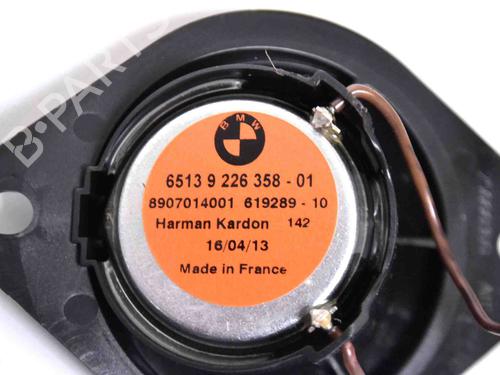 BMW
6513 9 226 358 - 01
8907014001 619289 - 10
Harman Kardon 142
16/04/13
Made in France
B-PARTS